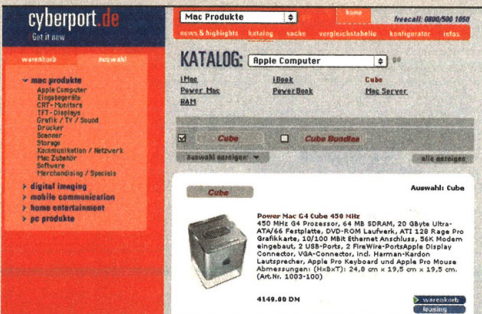 cyberport.de
Get it now
Mac Produkte
home
freecall: 0800/500 1050
news & highlights katalog suche vergleichstabelle konfigurator infos
warenkorb auswahl
KATALOG: Apple Computer go
iMac iBook Cube
Power Mac PowerBook Mac Server
RAM
mac produkte
Apple Computer
Eingabegeräte
CRT-Monitore
TFT-Displays
Grafik / TV / Sound
Drucker
Scanner
Storage
Kommunikation / Netzwerk
Mac Zubehör
Software
Merchandising / Specials
digital imaging
mobile communication
home entertainment
pc produkte
Cube Cube Bundles
auswahl anzeigen alle anzeigen
Cube
Auswahl: Cube
Power Mac G4 Cube 450 MHz
450 MHz G4 Prozessor, 64 MB SDRAM, 20 GByte Ultra-
ATA/66 Festplatte, DVD-ROM Laufwerk, ATI 128 Rage Pro
Grafikkarte, 10/100 MBit Ethernet Anschluss, 56K Modem
eingebaut, 2 USB-Ports, 2 FireWire-PortsApple Display
Connector, VGA-Connector, incl. Harman-Kardon
Lautsprecher, Apple Pro Keyboard und Apple Pro Mouse
Abmessungen: (HxBxT): 24,8 cm x 19,5 cm x 19,5 cm.
(Art.Nr. 1003-100)
4149.80 DM
warenkorb
leasing